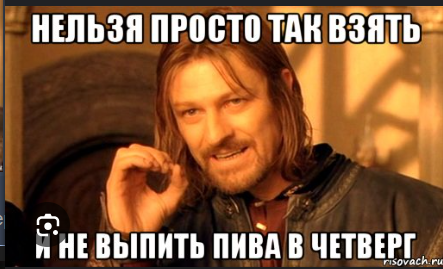 НЕЛЬЗЯ ПРОСТО ТАК ВЗЯТЬ
И НЕ ВЫПИТЬ ПИВА В ЧЕТВЕРГ
risovach.ru